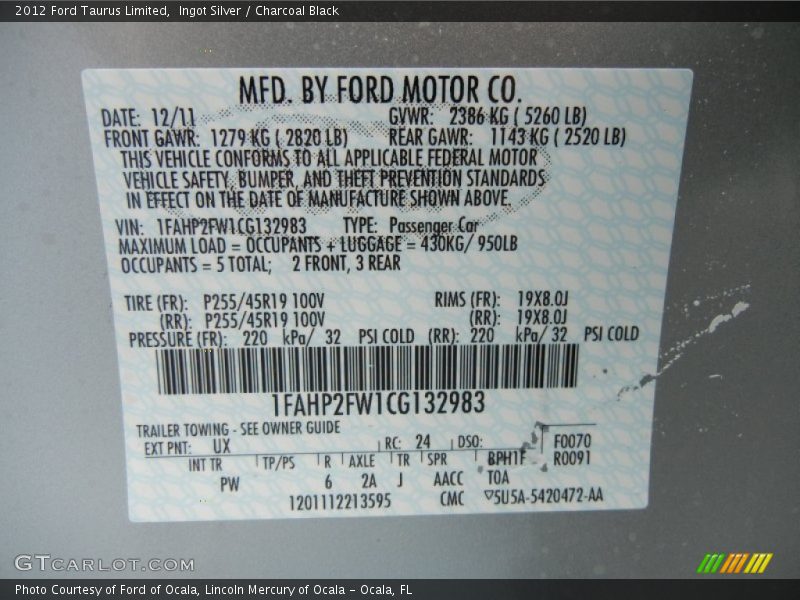 2012 Ford Taurus Limited,  Ingot Silver / Charcoal Black
MFD. BY FORD MOTOR CO.
DATE: 12/11 GVWR: 2386 KG ( 5260 LB)
FRONT GAWR: 1279 KG ( 2820 LB) REAR GAWR: 1143 KG ( 2520 LB)
THIS VEHICLE CONFORMS TO ALL APPLICABLE FEDERAL MOTOR
VEHICLE SAFETY, BUMPER, AND THEFT PREVENTION STANDARDS
IN EFFECT ON THE DATE OF MANUFACTURE SHOWN ABOVE.
VIN: 1FAHP2FW1CG132983 TYPE: Passenger Car
MAXIMUM LOAD = OCCUPANTS + LUGGAGE = 430KG/ 950LB
OCCUPANTS = 5 TOTAL; 2 FRONT, 3 REAR
TIRE (FR): P255/45R19 100V RIMS (FR): 19X8.0J
(RR): P255/45R19 100V (RR): 19X8.0J
PRESSURE (FR): 220 kPa/ 32 PSI COLD (RR): 220 kPa/ 32 PSI COLD
1FAHP2FW1CG132983
TRAILER TOWING - SEE OWNER GUIDE
EXT PNT: UX RC: 24 DSO: F0070
INT TR TP/PS R AXLE TR SPR BPH1F R0091
PW 6 2A J AACC TOA
1201112213595 CMC ▽5U5A-5420472-AA
GTCARLOT.COM
Photo Courtesy of Ford of Ocala, Lincoln Mercury of Ocala – Ocala, FL